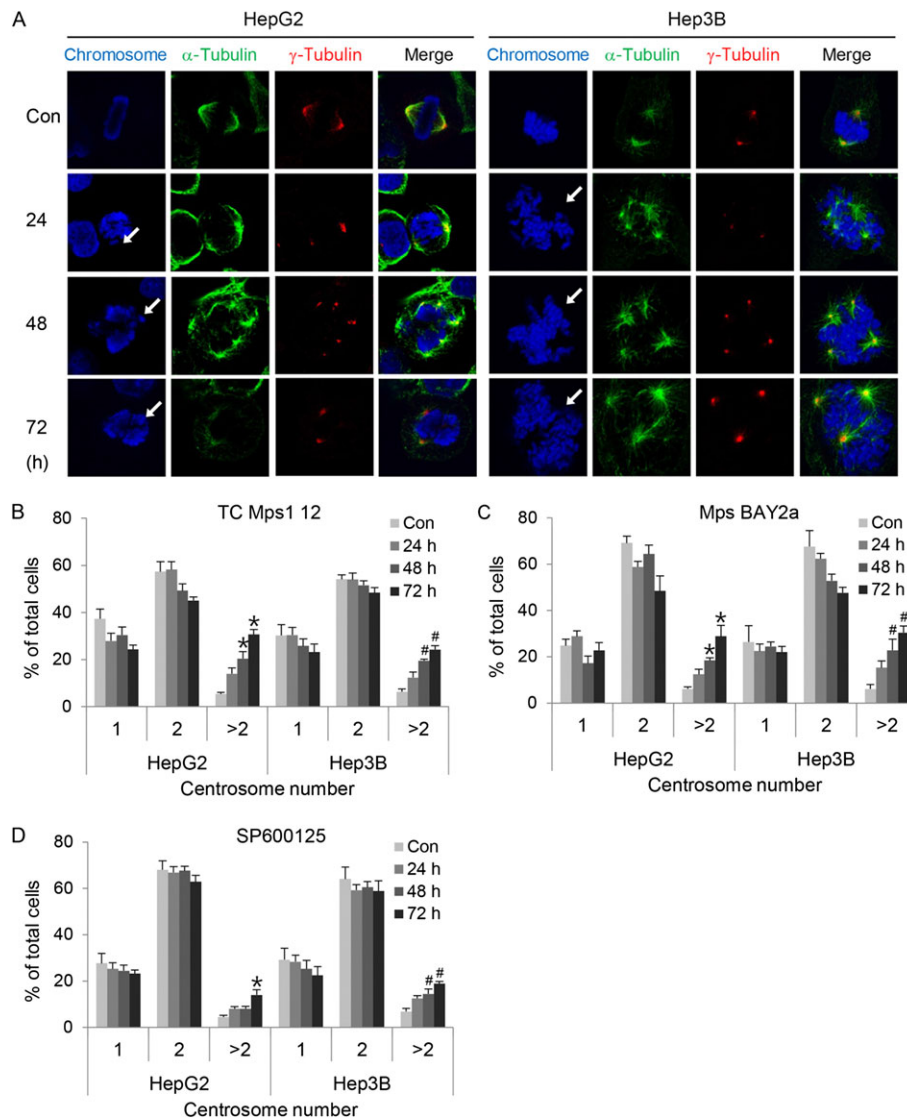 A
HepG2 Hep3B
Chromosome α-Tubulin γ-Tubulin Merge Chromosome α-Tubulin γ-Tubulin Merge
Con
24
48
72
(h)
B
TC Mps1 12
% of total cells
80
60
40
20
0
Con
24 h
48 h
72 h
* *
# #
1 2 >2 1 2 >2
HepG2 Hep3B
Centrosome number
C
Mps BAY2a
% of total cells
80
60
40
20
0
Con
24 h
48 h
72 h
* *
# #
1 2 >2 1 2 >2
HepG2 Hep3B
Centrosome number
D
SP600125
% of total cells
80
60
40
20
0
Con
24 h
48 h
72 h
*
# #
1 2 >2 1 2 >2
HepG2 Hep3B
Centrosome number